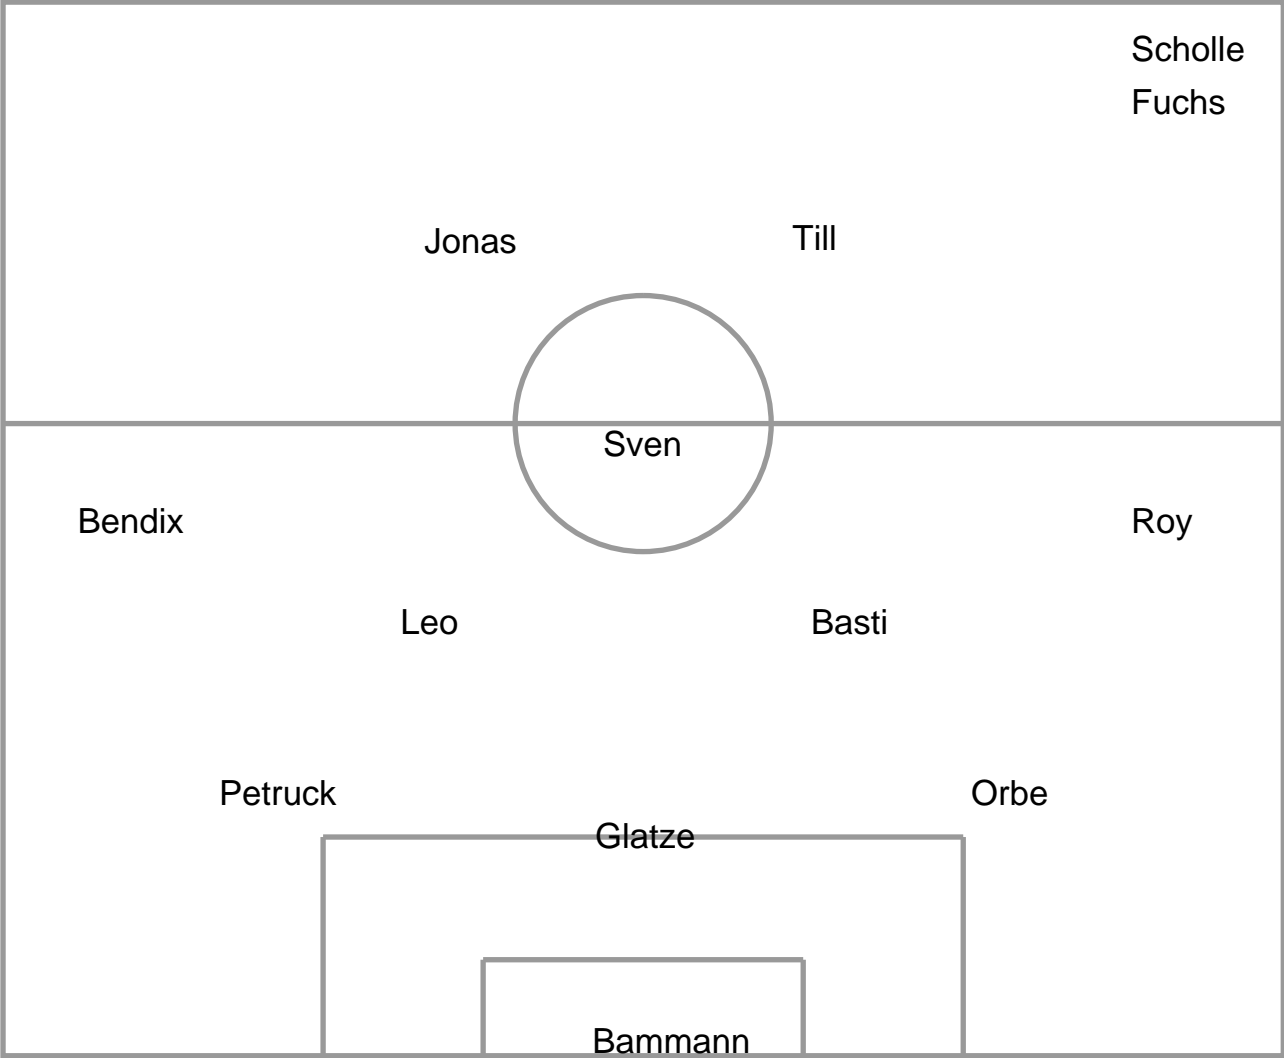 Scholle
Fuchs
Jonas
Till
Sven
Bendix
Roy
Leo
Basti
Petruck
Orbe
Glatze
Bammann